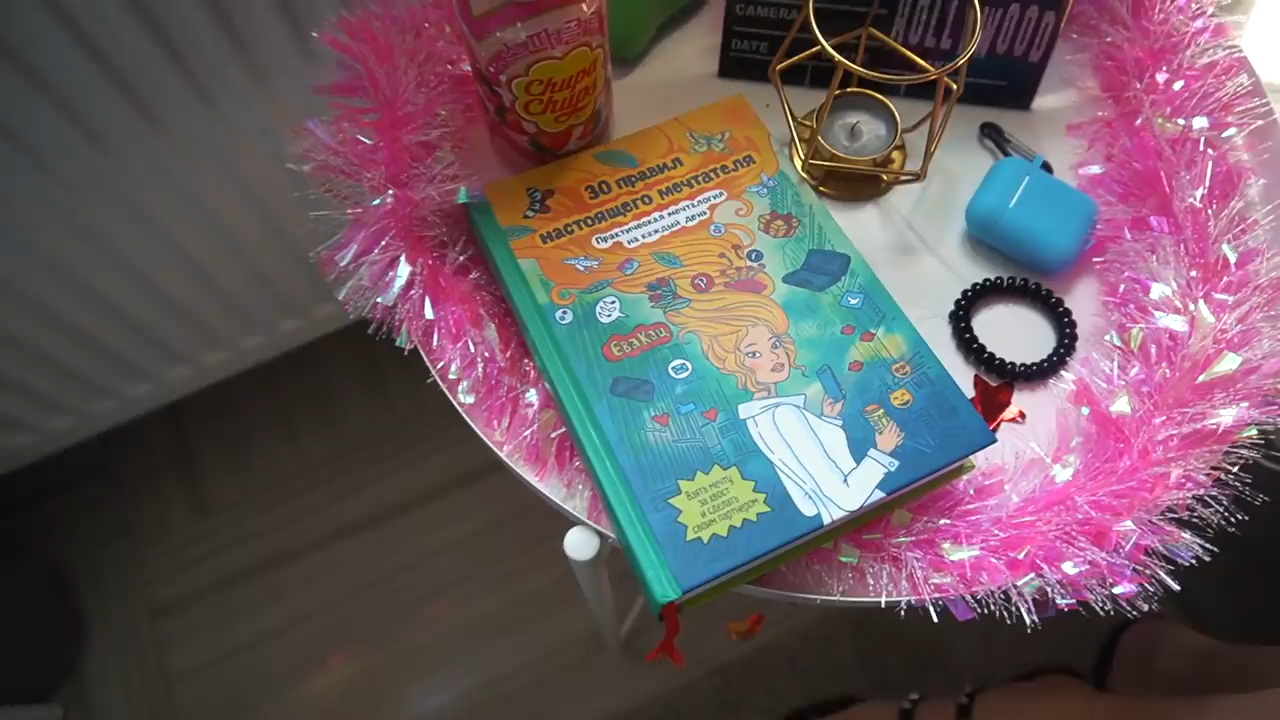 CAMERA
HOLLYWOOD
DATE
Chupa
Chups
30 правил
настоящего мечтателя
Практическая мечталогия
на каждый день
Ева Кац
Взять мечту
за хвост
и сделать
своим партнёром